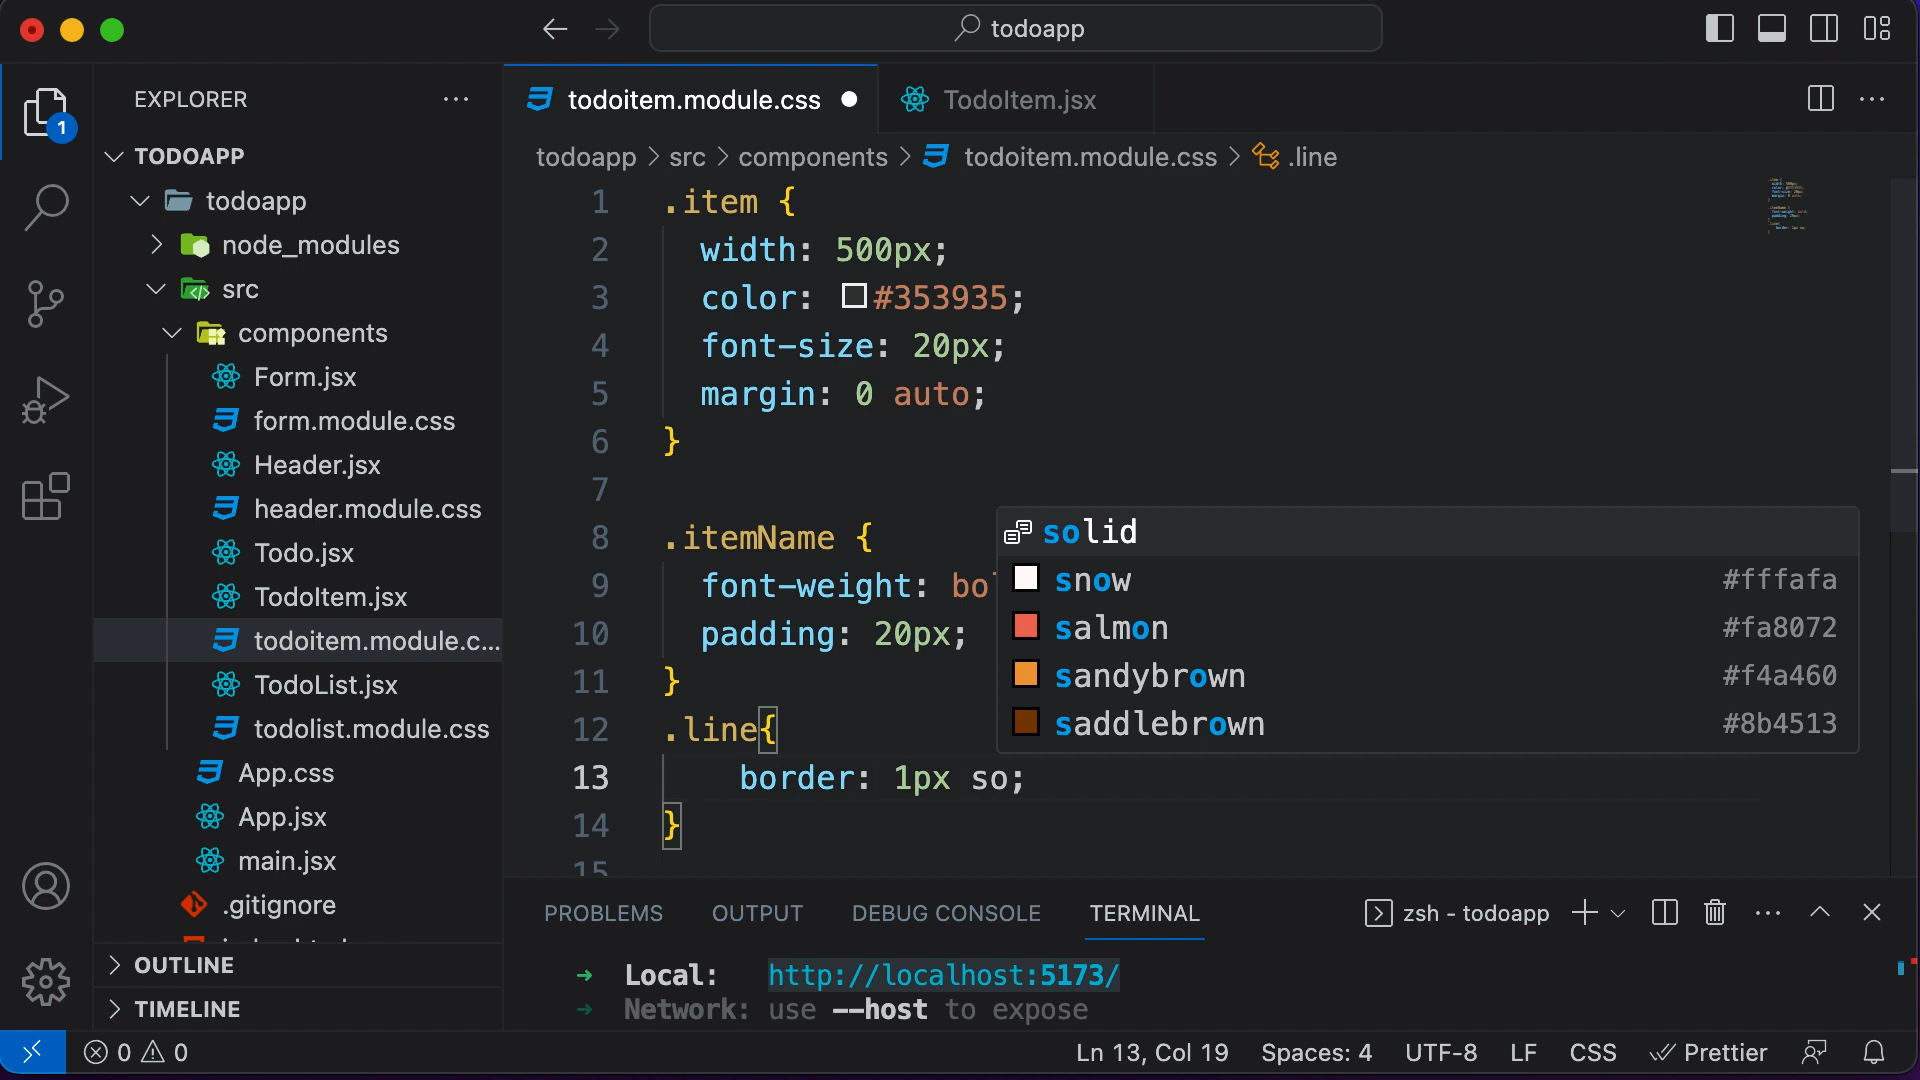 todoapp
EXPLORER
1
TODOAPP
todoapp
node_modules
src
components
Form.jsx
form.module.css
Header.jsx
header.module.css
Todo.jsx
TodoItem.jsx
todoitem.module.c...
TodoList.jsx
todolist.module.css
App.css
App.jsx
main.jsx
.gitignore
OUTLINE
TIMELINE
todoitem.module.css
TodoItem.jsx
todoapp > src > components > todoitem.module.css > .line
1 .item {
2 width: 500px;
3 color: #353935;
4 font-size: 20px;
5 margin: 0 auto;
6 }
7
8 .itemName {
9 font-weight: bo
10 padding: 20px;
11 }
12 .line{
13 border: 1px so;
14 }
15
solid
snow #fffafa
salmon #fa8072
sandybrown #f4a460
saddlebrown #8b4513
PROBLEMS OUTPUT DEBUG CONSOLE TERMINAL
zsh - todoapp
➜ Local: http://localhost:5173/
➜ Network: use --host to expose
0 0
Ln 13, Col 19 Spaces: 4 UTF-8 LF CSS Prettier